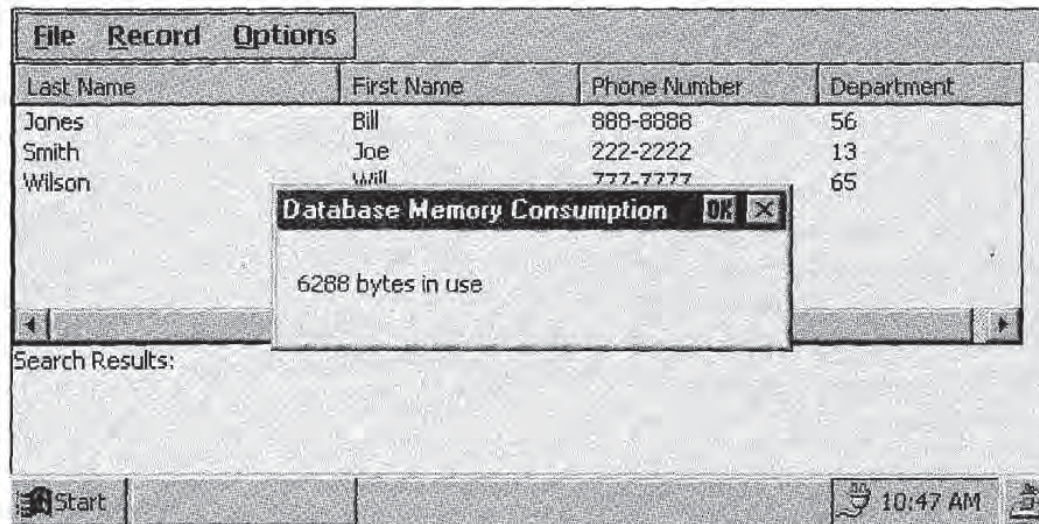 File Record Options
Last Name First Name Phone Number Department
Jones Bill 888-8888 56
Smith Joe 222-2222 13
Wilson Will 777-7777 65
Database Memory Consumption OK
6288 bytes in use
Search Results:
Start 10:47 AM